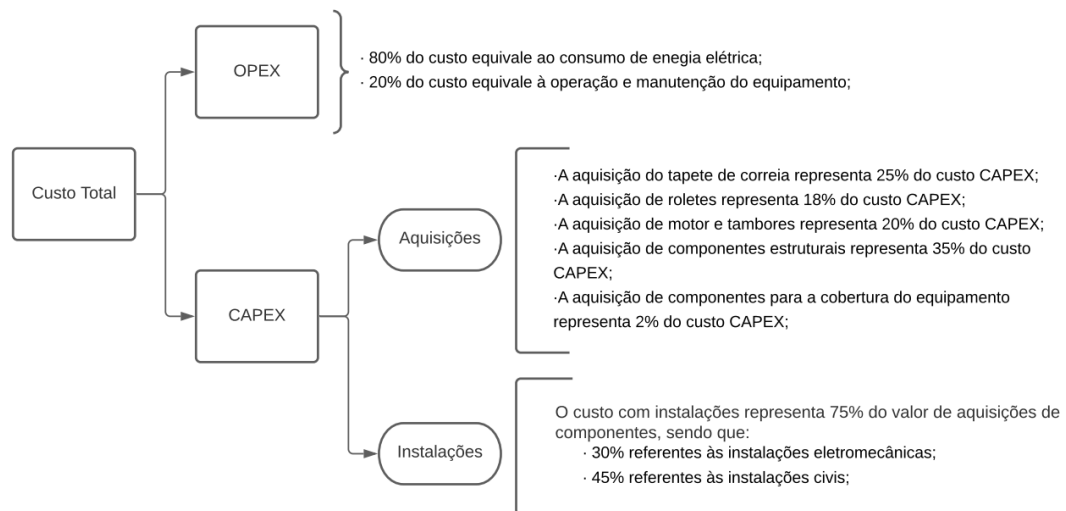 OPEX
· 80% do custo equivale ao consumo de enegia elétrica;
· 20% do custo equivale à operação e manutenção do equipamento;
Custo Total
CAPEX
Aquisições
·A aquisição do tapete de correia representa 25% do custo CAPEX;
·A aquisição de roletes representa 18% do custo CAPEX;
·A aquisição de motor e tambores representa 20% do custo CAPEX;
·A aquisição de componentes estruturais representa 35% do custo
CAPEX;
·A aquisição de componentes para a cobertura do equipamento
representa 2% do custo CAPEX;
Instalações
O custo com instalações representa 75% do valor de aquisições de
componentes, sendo que:
· 30% referentes às instalações eletromecânicas;
· 45% referentes às instalações civis;